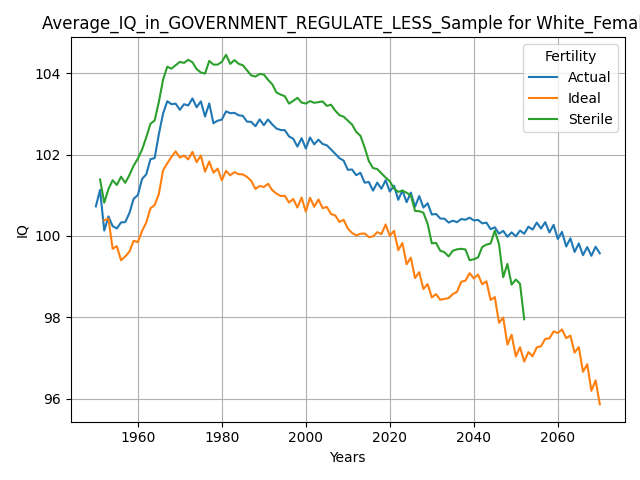 Average_IQ_in_GOVERNMENT_REGULATE_LESS_Sample for White_Femal
Fertility
Actual
Ideal
Sterile
104
102
100
98
96
IQ
1960
1980
2000
2020
2040
2060
Years